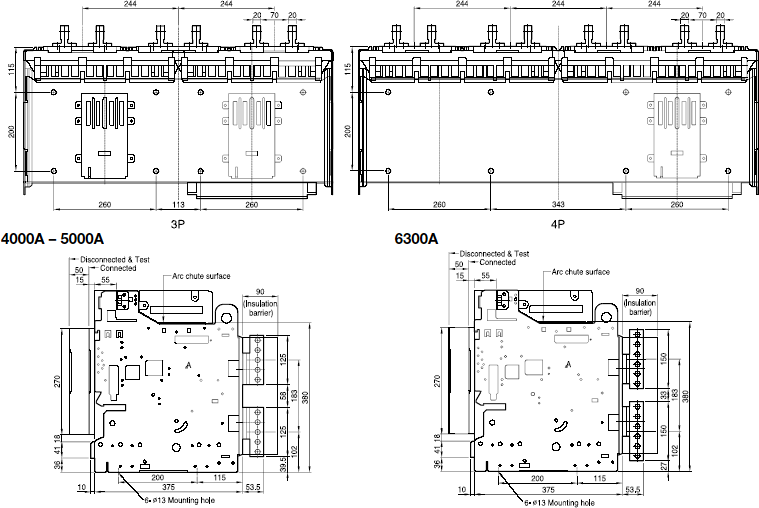 244 244 244 244 244
20 70 20 20 70 20
115 115
200 200
260 113 260 260 343 260
3P 4P
4000A – 5000A 6300A
Disconnected & Test Disconnected & Test
50 Connected 50 Connected
15 55 Arc chute surface 15 55 Arc chute surface
90 90
(Insulation (Insulation
barrier) barrier)
270 125 58 125 39.5 183 102 380 270 150 33 150 27 183 102 380
A A
18 18
41 41
36 36
200 115 200 115
10 375 53.5 10 375 53.5
6-ø13 Mounting hole 6-ø13 Mounting hole